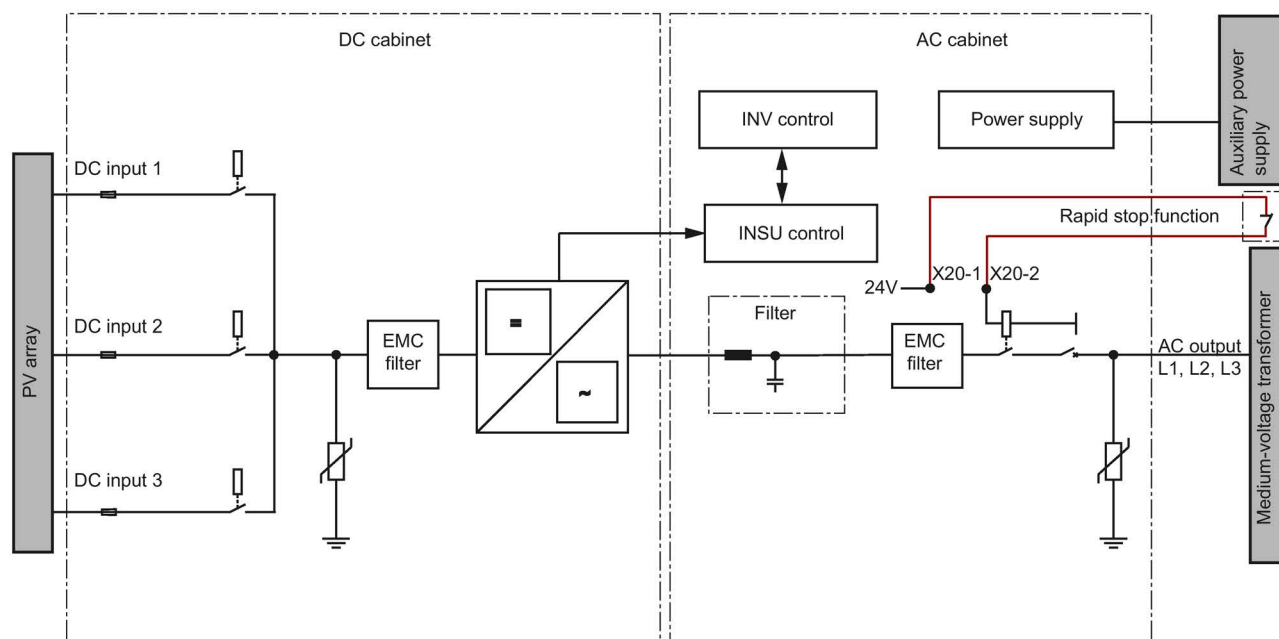 DC cabinet
AC cabinet
Auxiliary power
supply
INV control
Power supply
DC input 1
Rapid stop function
INSU control
X20-1
X20-2
24V
Filter
DC input 2
EMC
filter
EMC
filter
AC output
L1, L2, L3
PV array
Medium-voltage transformer
DC input 3